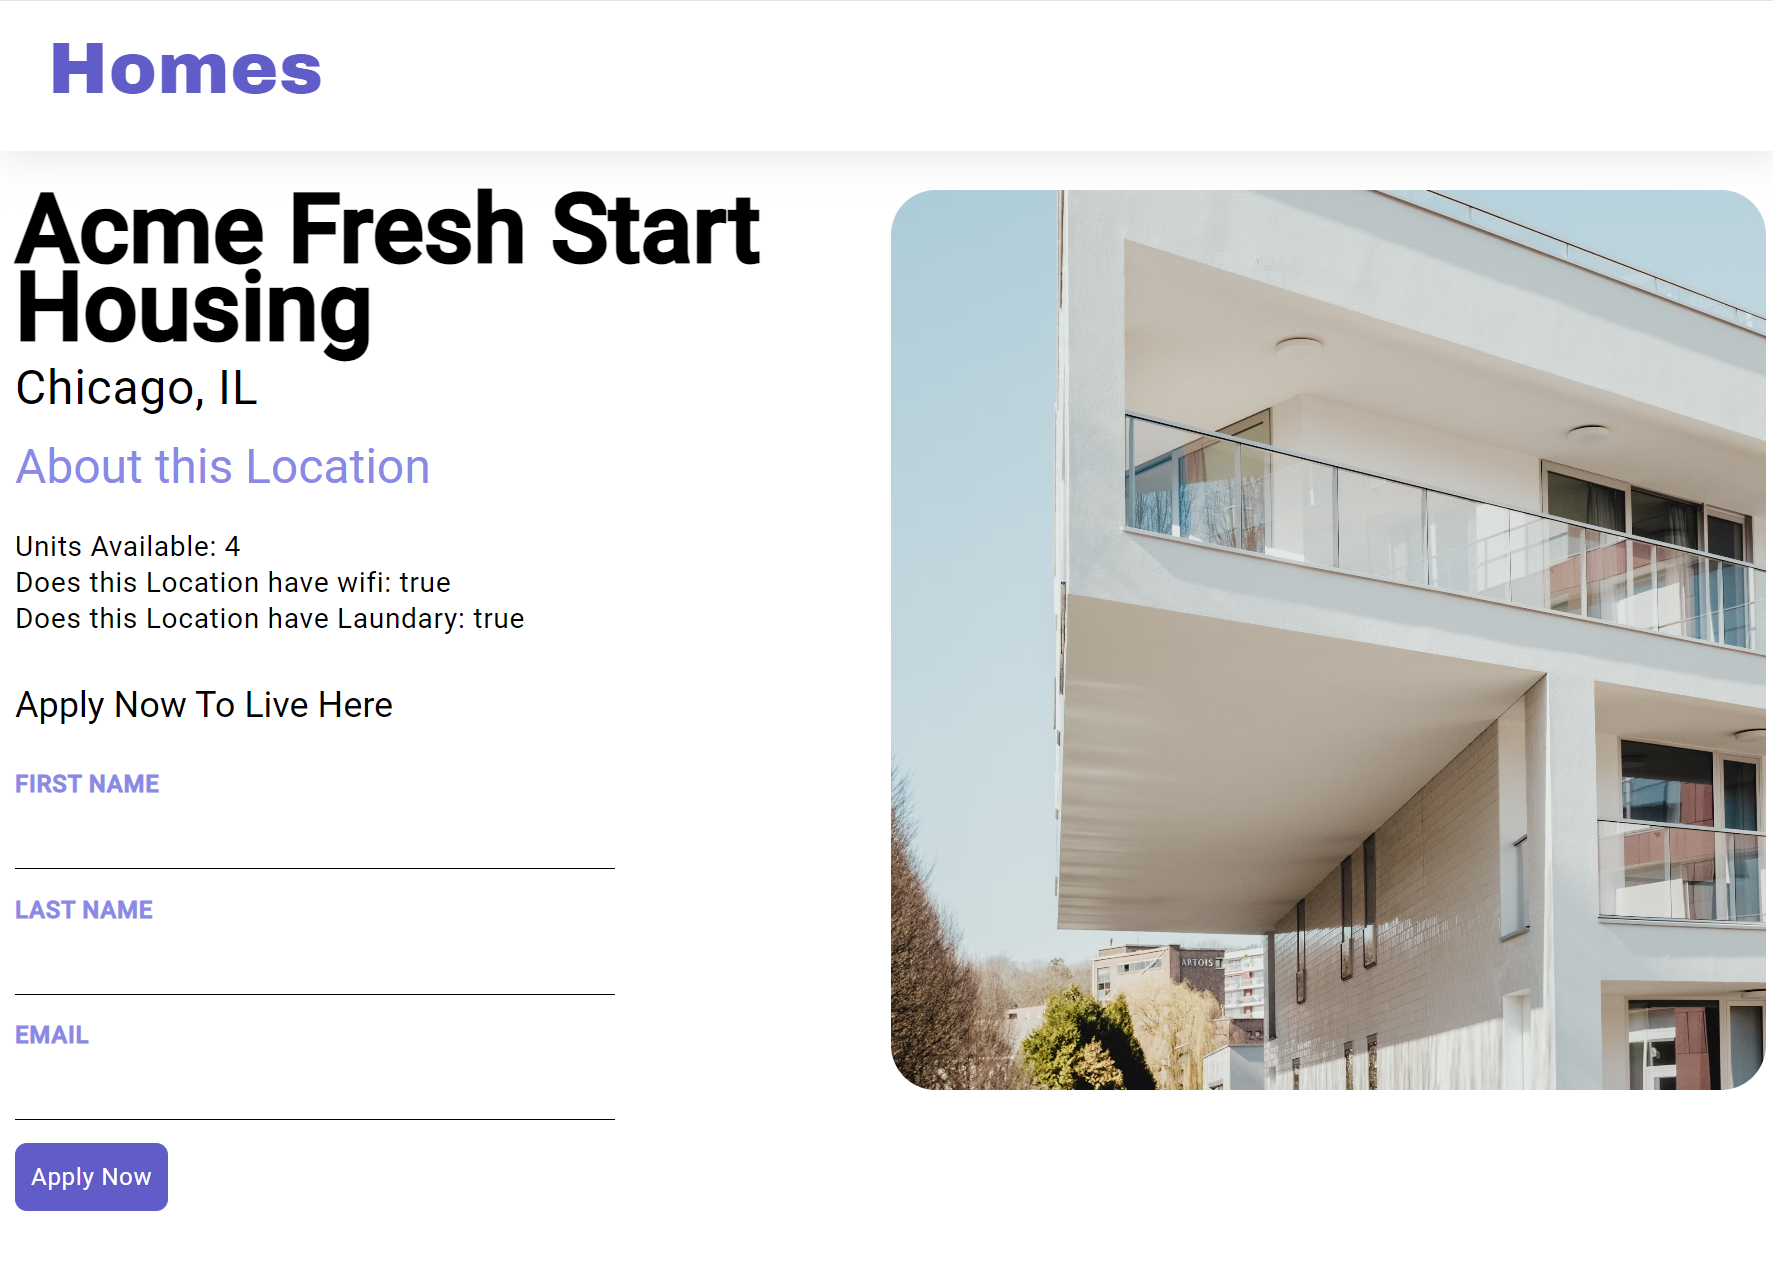 Homes
Acme Fresh Start
Housing
Chicago, IL
About this Location
Units Available: 4
Does this Location have wifi: true
Does this Location have Laundary: true
Apply Now To Live Here
FIRST NAME
LAST NAME
EMAIL
Apply Now
ARTOIS